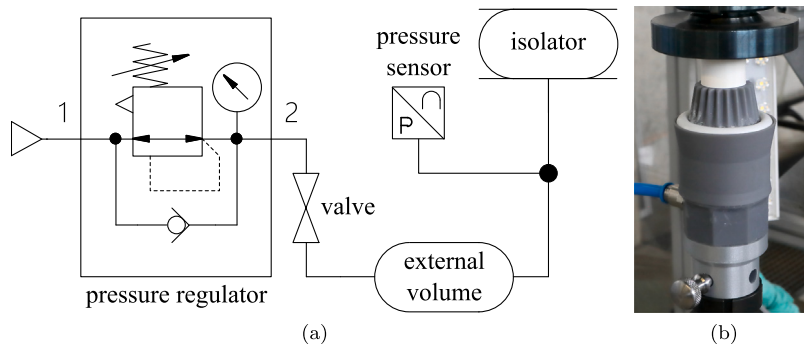 pressure
sensor
isolator
1
2
P
valve
external
volume
pressure regulator
(a)
(b)